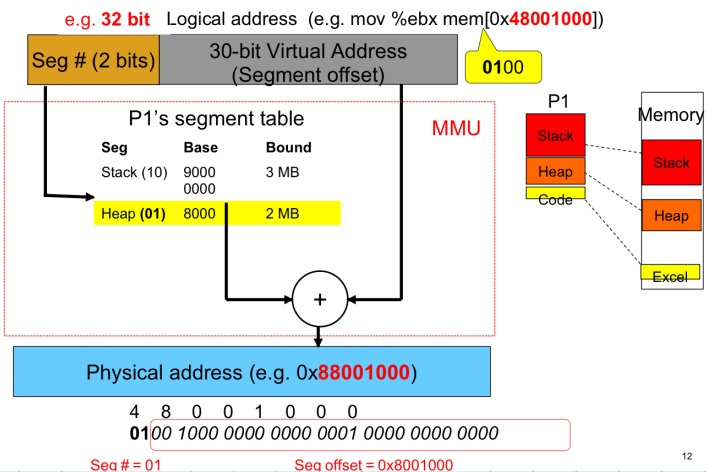 e.g. 32 bit Logical address (e.g. mov %ebx mem[0x48001000])
Seg # (2 bits)
30-bit Virtual Address
(Segment offset)
0100
P1's segment table
MMU
Seg Base Bound
Stack (10) 9000 3 MB
0000
Heap (01) 8000 2 MB
+
P1
Stack
Heap
Code
Memory
Stack
Heap
Excel
Physical address (e.g. 0x88001000)
4 8 0 0 1 0 0 0
0100 1000 0000 0000 0001 0000 0000 0000
Seg # = 01 Seg offset = 0x8001000
12